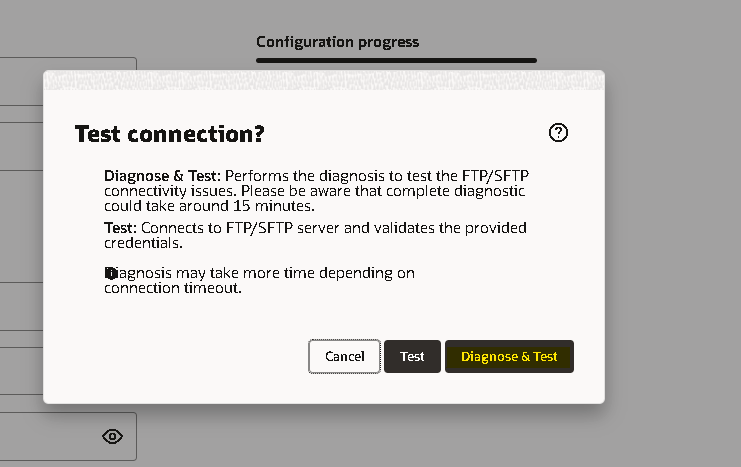 Configuration progress
Test connection?
Diagnose & Test: Performs the diagnosis to test the FTP/SFTP
connectivity issues. Please be aware that complete diagnostic
could take around 15 minutes.
Test: Connects to FTP/SFTP server and validates the provided
credentials.
Diagnosis may take more time depending on
connection timeout.
Cancel
Test
Diagnose & Test